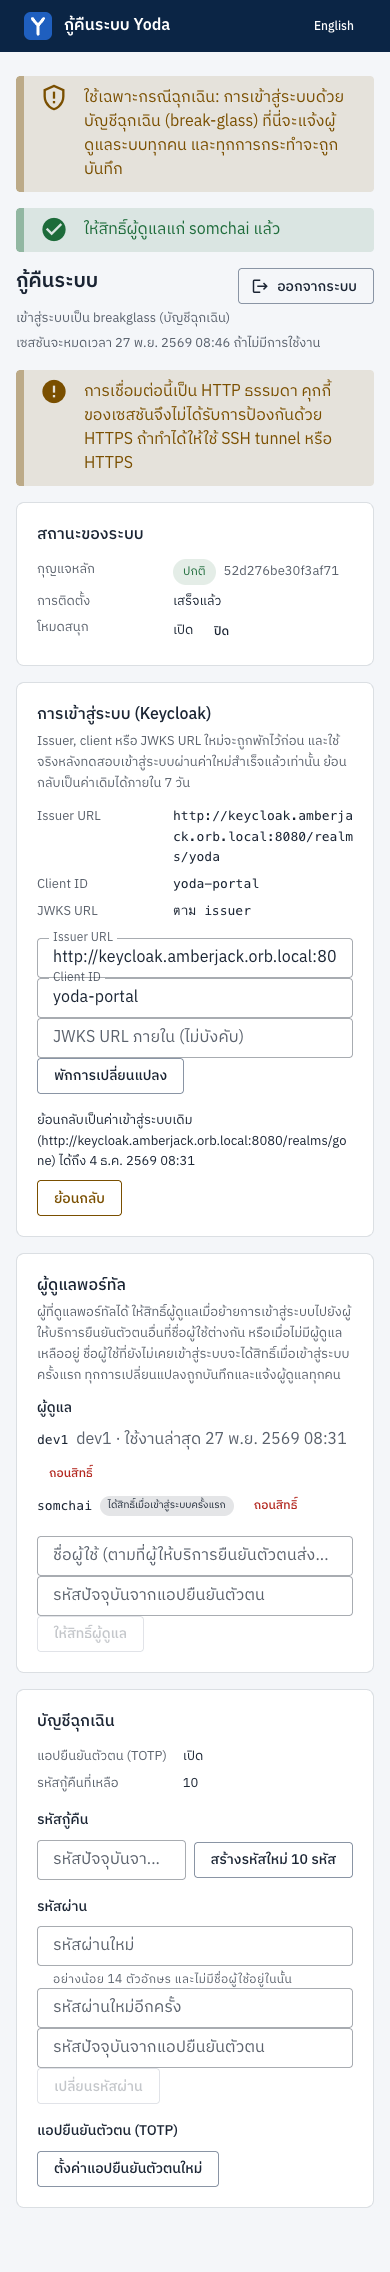 Y กู้คืนระบบ Yoda
English
ใช้เฉพาะกรณีฉุกเฉิน: การเข้าสู่ระบบด้วย
บัญชีฉุกเฉิน (break-glass) ที่นี่จะแจ้งผู้
ดูแลระบบทุกคน และทุกการกระทำจะถูก
บันทึก
ให้สิทธิ์ผู้ดูแลแก่ somchai แล้ว
กู้คืนระบบ
ออกจากระบบ
เข้าสู่ระบบเป็น breakglass (บัญชีฉุกเฉิน)
เซสชันจะหมดเวลา 27 พ.ย. 2569 08:46 ถ้าไม่มีการใช้งาน
การเชื่อมต่อนี้เป็น HTTP ธรรมดา คุกกี้
ของเซสชันจึงไม่ได้รับการป้องกันด้วย
HTTPS ถ้าทำได้ให้ใช้ SSH tunnel หรือ
HTTPS
สถานะของระบบ
กุญแจหลัก ปกติ 52d276be30f3af71
การติดตั้ง เสร็จแล้ว
โหมดสนุก เปิด ปิด
การเข้าสู่ระบบ (Keycloak)
Issuer, client หรือ JWKS URL ใหม่จะถูกพักไว้ก่อน และใช้
จริงหลังทดสอบเข้าสู่ระบบผ่านค่าใหม่สำเร็จแล้วเท่านั้น ย้อน
กลับเป็นค่าเดิมได้ภายใน 7 วัน
Issuer URL http://keycloak.amberja
ck.orb.local:8080/realm
s/yoda
Client ID yoda-portal
JWKS URL ตาม issuer
Issuer URL
http://keycloak.amberjack.orb.local:80
Client ID
yoda-portal
JWKS URL ภายใน (ไม่บังคับ)
พักการเปลี่ยนแปลง
ย้อนกลับเป็นค่าเข้าสู่ระบบเดิม
(http://keycloak.amberjack.orb.local:8080/realms/go
ne) ได้ถึง 4 ธ.ค. 2569 08:31
ย้อนกลับ
ผู้ดูแลพอร์ทัล
ผู้ที่ดูแลพอร์ทัลได้ ให้สิทธิ์ผู้ดูแลเมื่อย้ายการเข้าสู่ระบบไปยังผู้
ให้บริการยืนยันตัวตนอื่นที่ชื่อผู้ใช้ต่างกัน หรือเมื่อไม่มีผู้ดูแล
เหลืออยู่ ชื่อผู้ใช้ที่ยังไม่เคยเข้าสู่ระบบจะได้สิทธิ์เมื่อเข้าสู่ระบบ
ครั้งแรก ทุกการเปลี่ยนแปลงถูกบันทึกและแจ้งผู้ดูแลทุกคน
ผู้ดูแล
dev1 dev1 · ใช้งานล่าสุด 27 พ.ย. 2569 08:31
ถอนสิทธิ์
somchai ได้สิทธิ์เมื่อเข้าสู่ระบบครั้งแรก ถอนสิทธิ์
ชื่อผู้ใช้ (ตามที่ผู้ให้บริการยืนยันตัวตนส่ง...
รหัสปัจจุบันจากแอปยืนยันตัวตน
ให้สิทธิ์ผู้ดูแล
บัญชีฉุกเฉิน
แอปยืนยันตัวตน (TOTP) เปิด
รหัสกู้คืนที่เหลือ 10
รหัสกู้คืน
รหัสปัจจุบันจา... สร้างรหัสใหม่ 10 รหัส
รหัสผ่าน
รหัสผ่านใหม่
อย่างน้อย 14 ตัวอักษร และไม่มีชื่อผู้ใช้อยู่ในนั้น
รหัสผ่านใหม่อีกครั้ง
รหัสปัจจุบันจากแอปยืนยันตัวตน
เปลี่ยนรหัสผ่าน
แอปยืนยันตัวตน (TOTP)
ตั้งค่าแอปยืนยันตัวตนใหม่